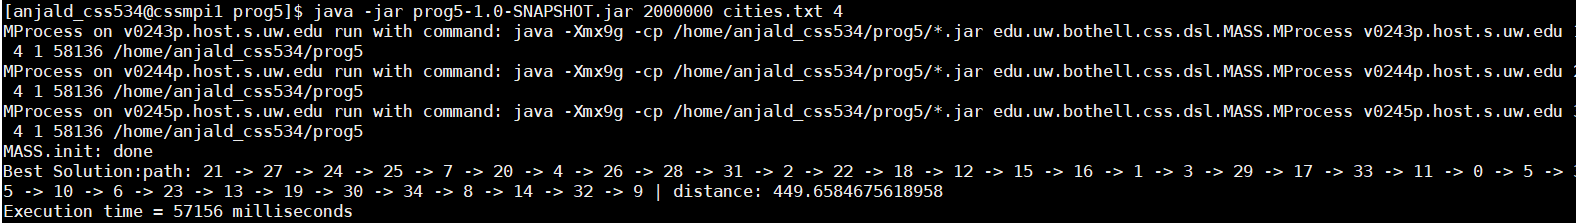 [anjald_css534@cssmpi1 prog5]$ java -jar prog5-1.0-SNAPSHOT.jar 2000000 cities.txt 4
MProcess on v0243p.host.s.uw.edu run with command: java -Xmx9g -cp /home/anjald_css534/prog5/*.jar edu.uw.bothell.css.dsl.MASS.MProcess v0243p.host.s.uw.edu 1
 4 1 58136 /home/anjald_css534/prog5
MProcess on v0244p.host.s.uw.edu run with command: java -Xmx9g -cp /home/anjald_css534/prog5/*.jar edu.uw.bothell.css.dsl.MASS.MProcess v0244p.host.s.uw.edu 2
 4 1 58136 /home/anjald_css534/prog5
MProcess on v0245p.host.s.uw.edu run with command: java -Xmx9g -cp /home/anjald_css534/prog5/*.jar edu.uw.bothell.css.dsl.MASS.MProcess v0245p.host.s.uw.edu 3
 4 1 58136 /home/anjald_css534/prog5
MASS.init: done
Best Solution:path: 21 -> 27 -> 24 -> 25 -> 7 -> 20 -> 4 -> 26 -> 28 -> 31 -> 2 -> 22 -> 18 -> 12 -> 15 -> 16 -> 1 -> 3 -> 29 -> 17 -> 33 -> 11 -> 0 -> 5 -> 3
5 -> 10 -> 6 -> 23 -> 13 -> 19 -> 30 -> 34 -> 8 -> 14 -> 32 -> 9 | distance: 449.6584675618958
Execution time = 57156 milliseconds